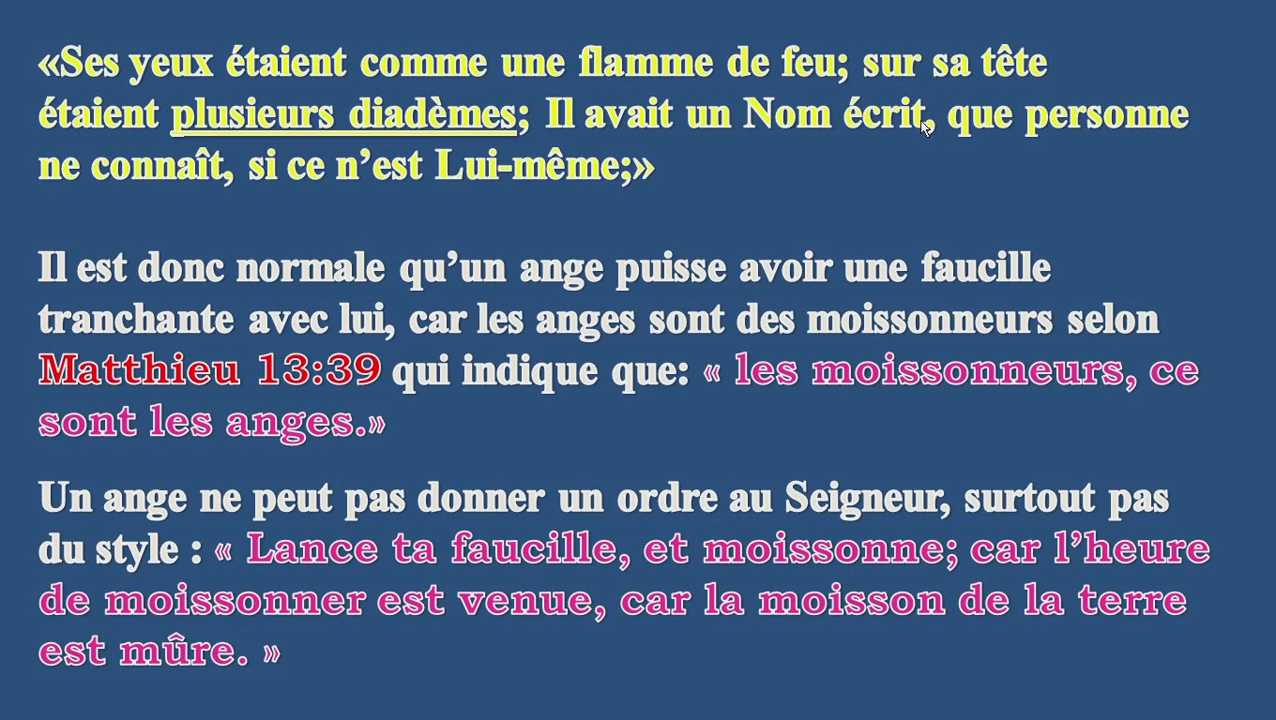 «Ses yeux étaient comme une flamme de feu; sur sa tête
étaient plusieurs diadèmes; Il avait un Nom écrit, que personne
ne connaît, si ce n’est Lui-même;»
Il est donc normale qu’un ange puisse avoir une faucille
tranchante avec lui, car les anges sont des moissonneurs selon
Matthieu 13:39 qui indique que: « les moissonneurs, ce
sont les anges.»
Un ange ne peut pas donner un ordre au Seigneur, surtout pas
du style : « Lance ta faucille, et moissonne; car l’heure
de moissonner est venue, car la moisson de la terre
est mûre. »